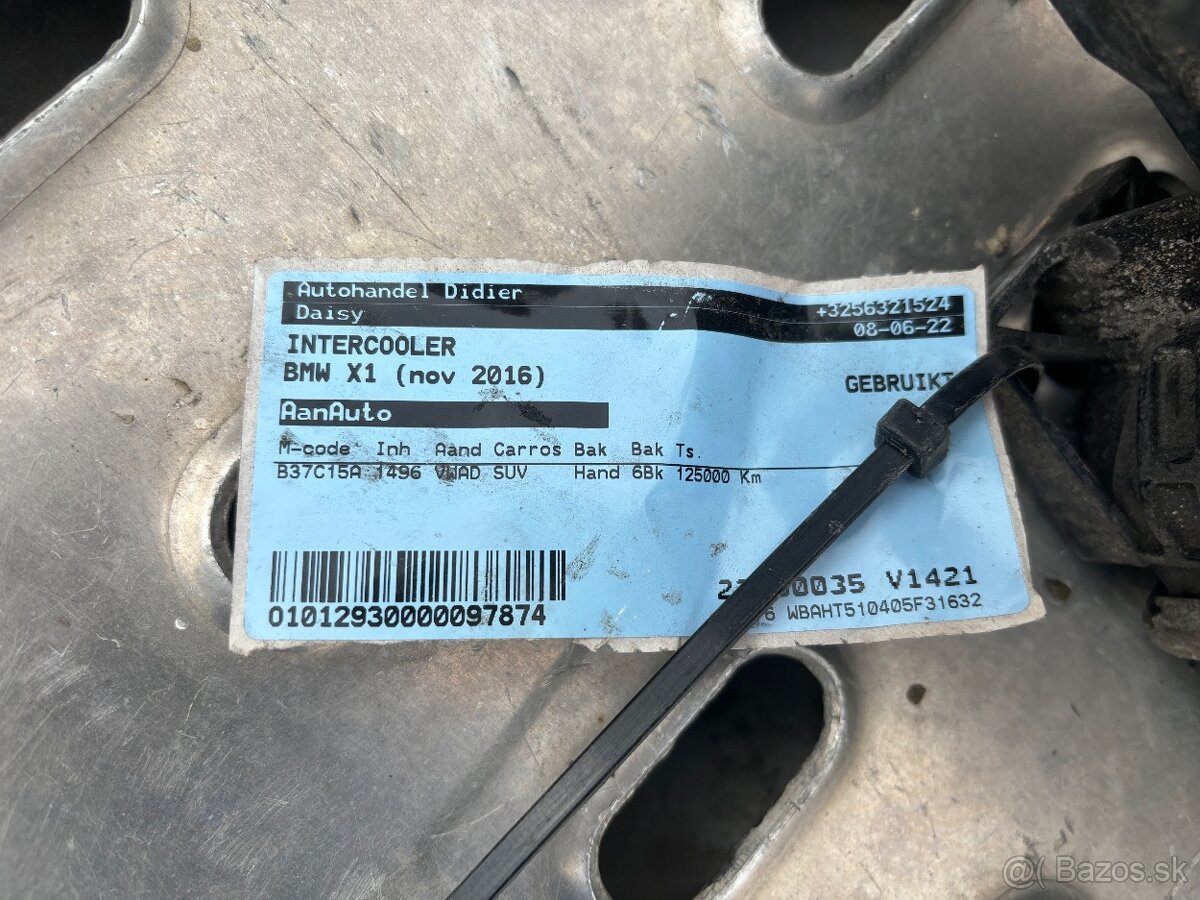 Autohandel Didier
Daisy
+3256321524
08-06-22
INTERCOOLER
BMW X1 (nov 2016)
GEBRUIKT
AanAuto
M-code Inh Aand Carros Bak Bak Ts.
B37C15A 1496 VWAD SUV Hand 6Bk 125000 Km
V1421
01012930000097874
WBAHT510405F31632
@( Bazos.sk